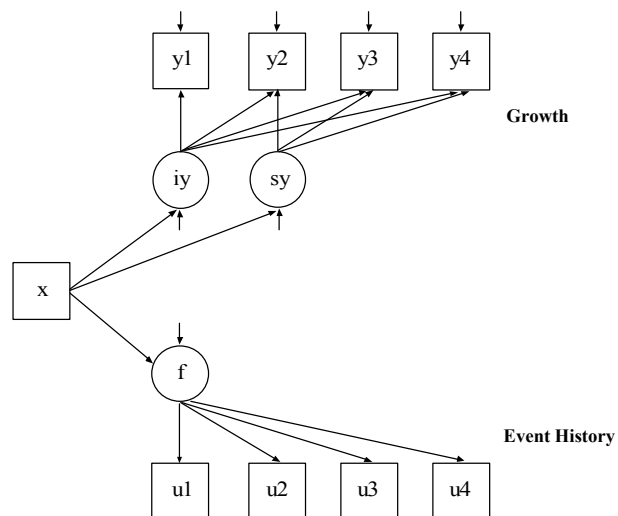 y1 y2 y3 y4
Growth
iy sy
x
f
Event History
u1 u2 u3 u4